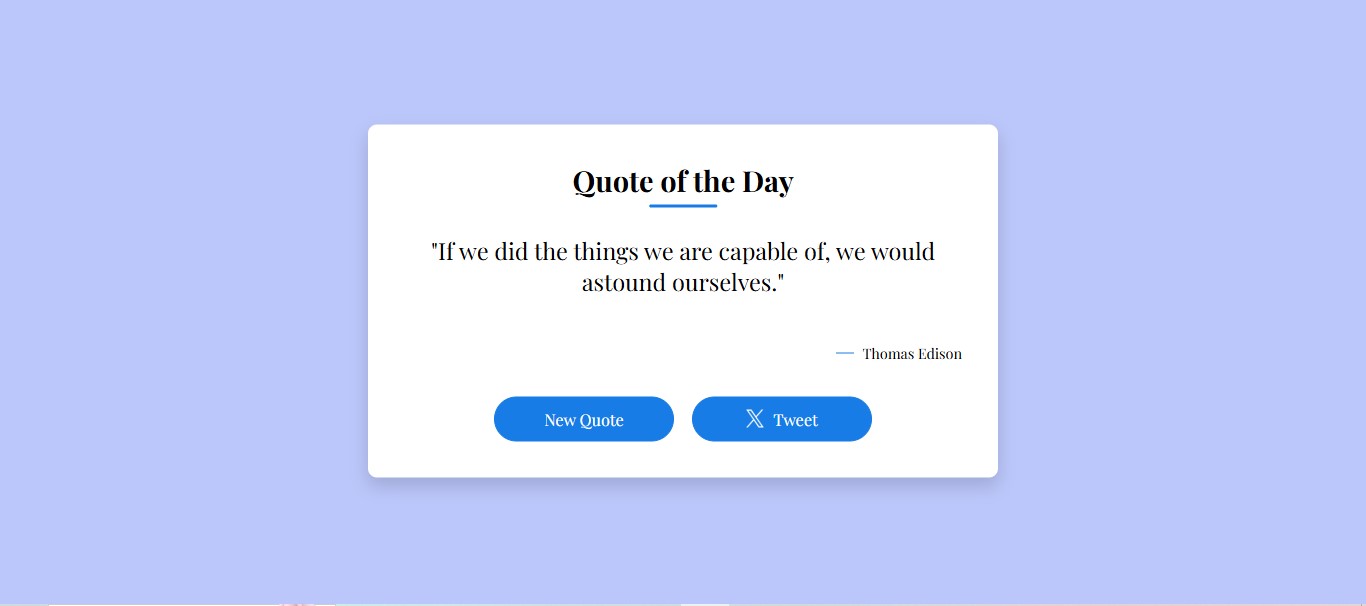 Quote of the Day
"If we did the things we are capable of, we would
astound ourselves."
Thomas Edison
New Quote
Tweet